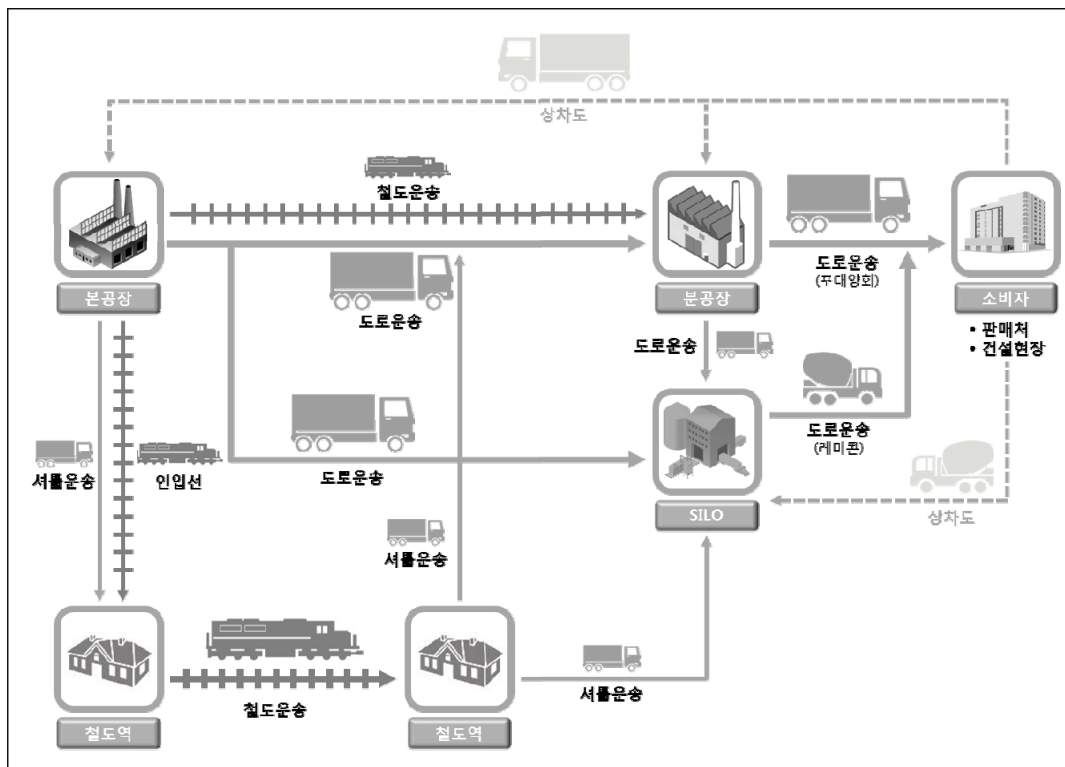 상차도
철도운송
본공장
분공장
소비자
도로운송
도로운송
(푸대양회)
• 판매처
• 건설현장
도로운송
도로운송
(레미콘)
셔틀운송
인입선
도로운송
SILO
상차도
셔틀운송
철도운송
셔틀운송
철도역
철도역